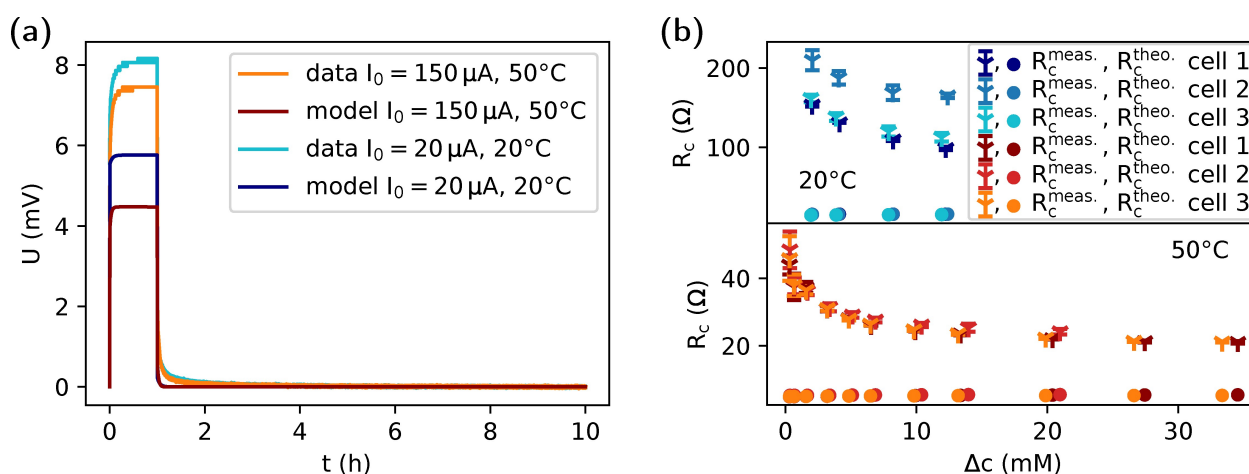 (a)
8
6
4
2
0
U (mV)
data I₀ = 150 μA, 50°C
model I₀ = 150 μA, 50°C
data I₀ = 20 μA, 20°C
model I₀ = 20 μA, 20°C
0 2 4 6 8 10
t (h)
(b)
200
100
R_c (Ω)
20°C
, R_c^meas. , R_c^theo. cell 1
, R_c^meas. , R_c^theo. cell 2
, R_c^meas. , R_c^theo. cell 3
, R_c^meas. , R_c^theo. cell 1
, R_c^meas. , R_c^theo. cell 2
, R_c^meas. , R_c^theo. cell 3
50°C
40
20
R_c (Ω)
0 10 20 30
Δc (mM)